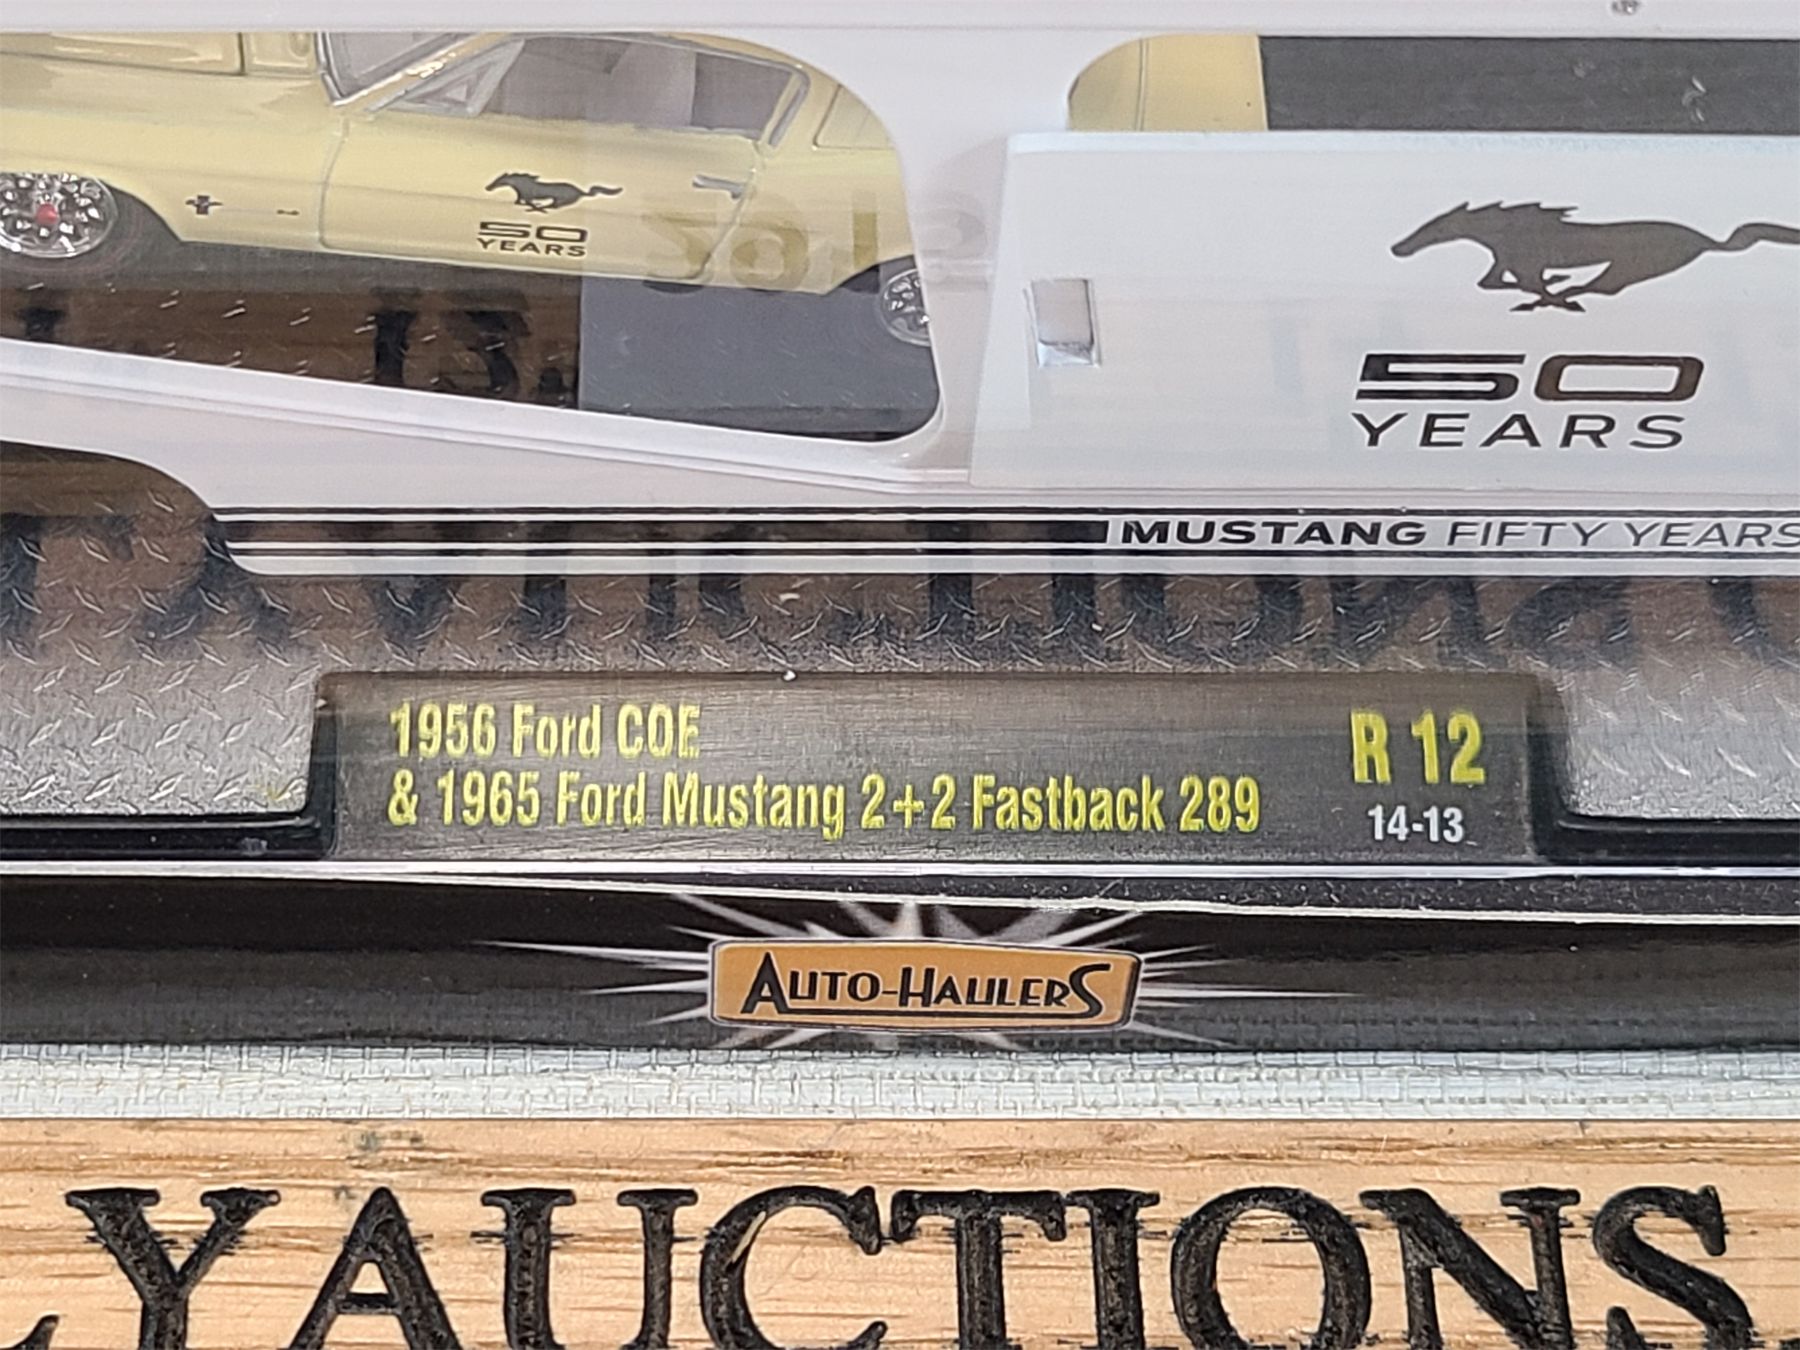 50
YEARS
50
YEARS
MUSTANG FIFTY YEARS
1956 Ford COE
& 1965 Ford Mustang 2+2 Fastback 289
R 12
14-13
AUTO-HAULERS
YAUCTIONS.